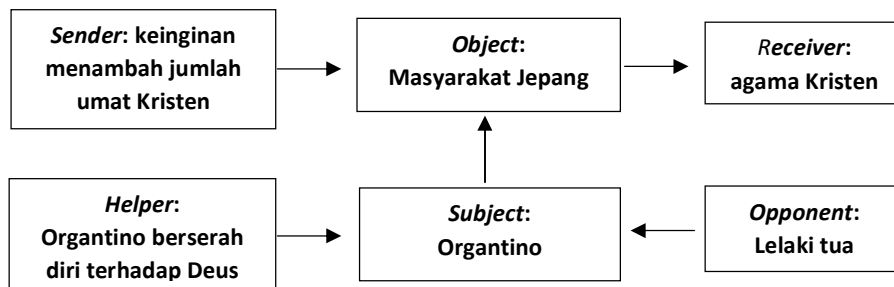 Sender: keinginan
menambah jumlah
umat Kristen
Object:
Masyarakat Jepang
Receiver:
agama Kristen
Helper:
Organtino berserah
diri terhadap Deus
Subject:
Organtino
Opponent:
Lelaki tua